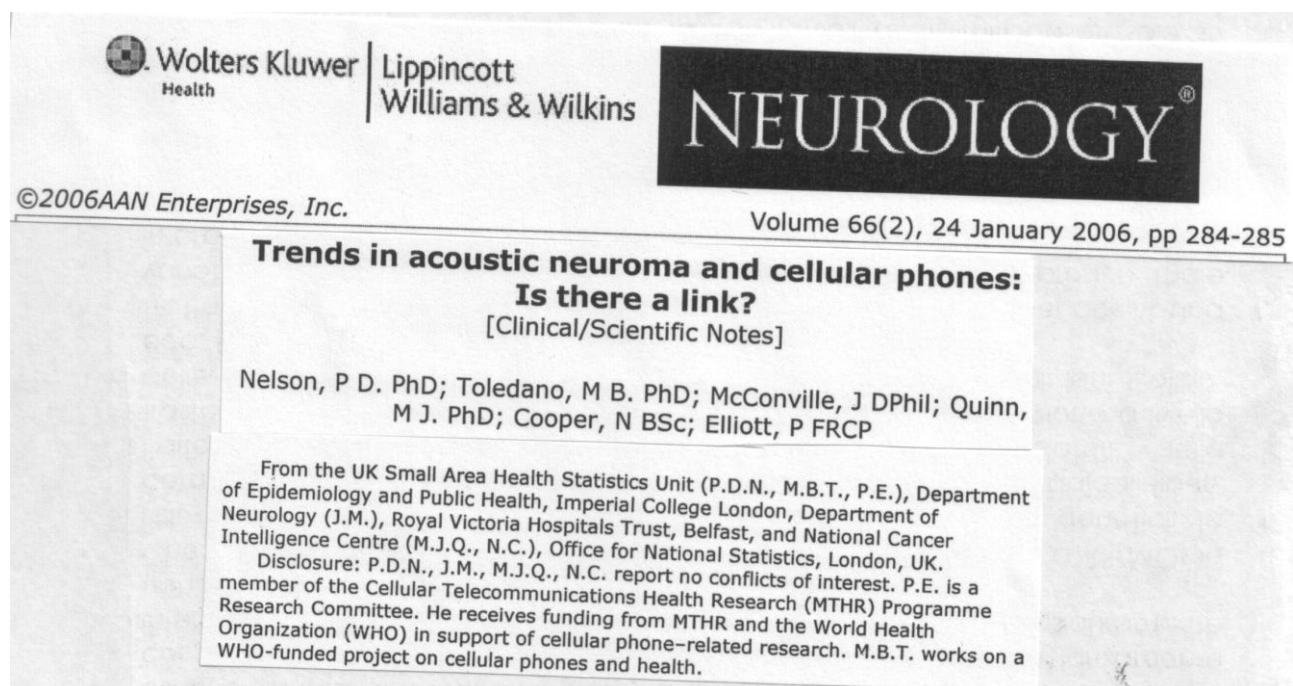 Wolters Kluwer
Health
Lippincott
Williams & Wilkins
NEUROLOGY®
©2006AAN Enterprises, Inc.
Volume 66(2), 24 January 2006, pp 284-285
Trends in acoustic neuroma and cellular phones:
Is there a link?
[Clinical/Scientific Notes]
Nelson, P D. PhD; Toledano, M B. PhD; McConville, J DPhil; Quinn,
M J. PhD; Cooper, N BSc; Elliott, P FRCP
From the UK Small Area Health Statistics Unit (P.D.N., M.B.T., P.E.), Department
of Epidemiology and Public Health, Imperial College London, Department of
Neurology (J.M.), Royal Victoria Hospitals Trust, Belfast, and National Cancer
Intelligence Centre (M.J.Q., N.C.), Office for National Statistics, London, UK.
Disclosure: P.D.N., J.M., M.J.Q., N.C. report no conflicts of interest. P.E. is a
member of the Cellular Telecommunications Health Research (MTHR) Programme
Research Committee. He receives funding from MTHR and the World Health
Organization (WHO) in support of cellular phone–related research. M.B.T. works on a
WHO-funded project on cellular phones and health.